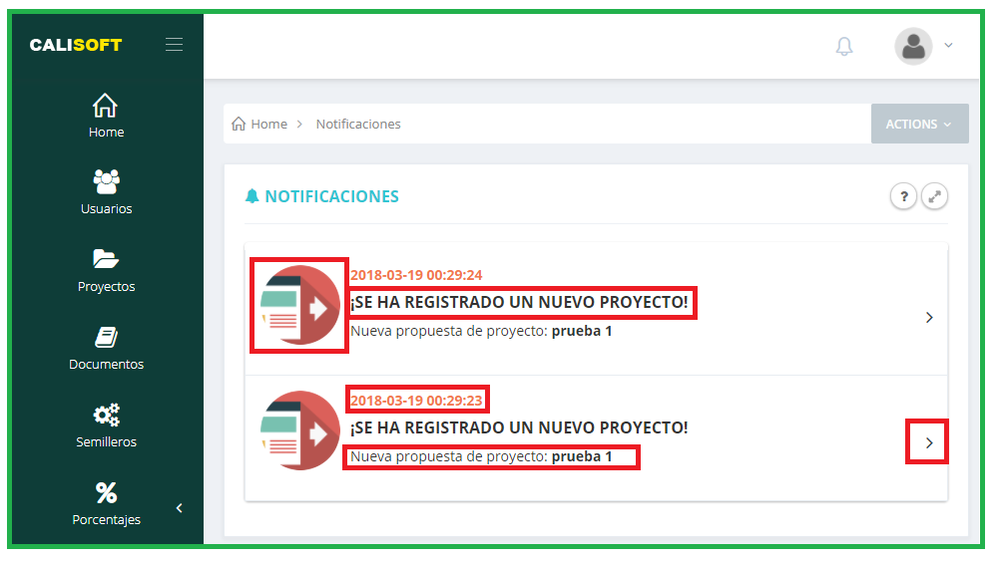 CALISOFT
Home
Usuarios
Proyectos
Documentos
Semilleros
Porcentajes
Home > Notificaciones
ACTIONS
NOTIFICACIONES
?
2018-03-19 00:29:24
¡SE HA REGISTRADO UN NUEVO PROYECTO!
Nueva propuesta de proyecto: prueba 1
2018-03-19 00:29:23
¡SE HA REGISTRADO UN NUEVO PROYECTO!
Nueva propuesta de proyecto: prueba 1